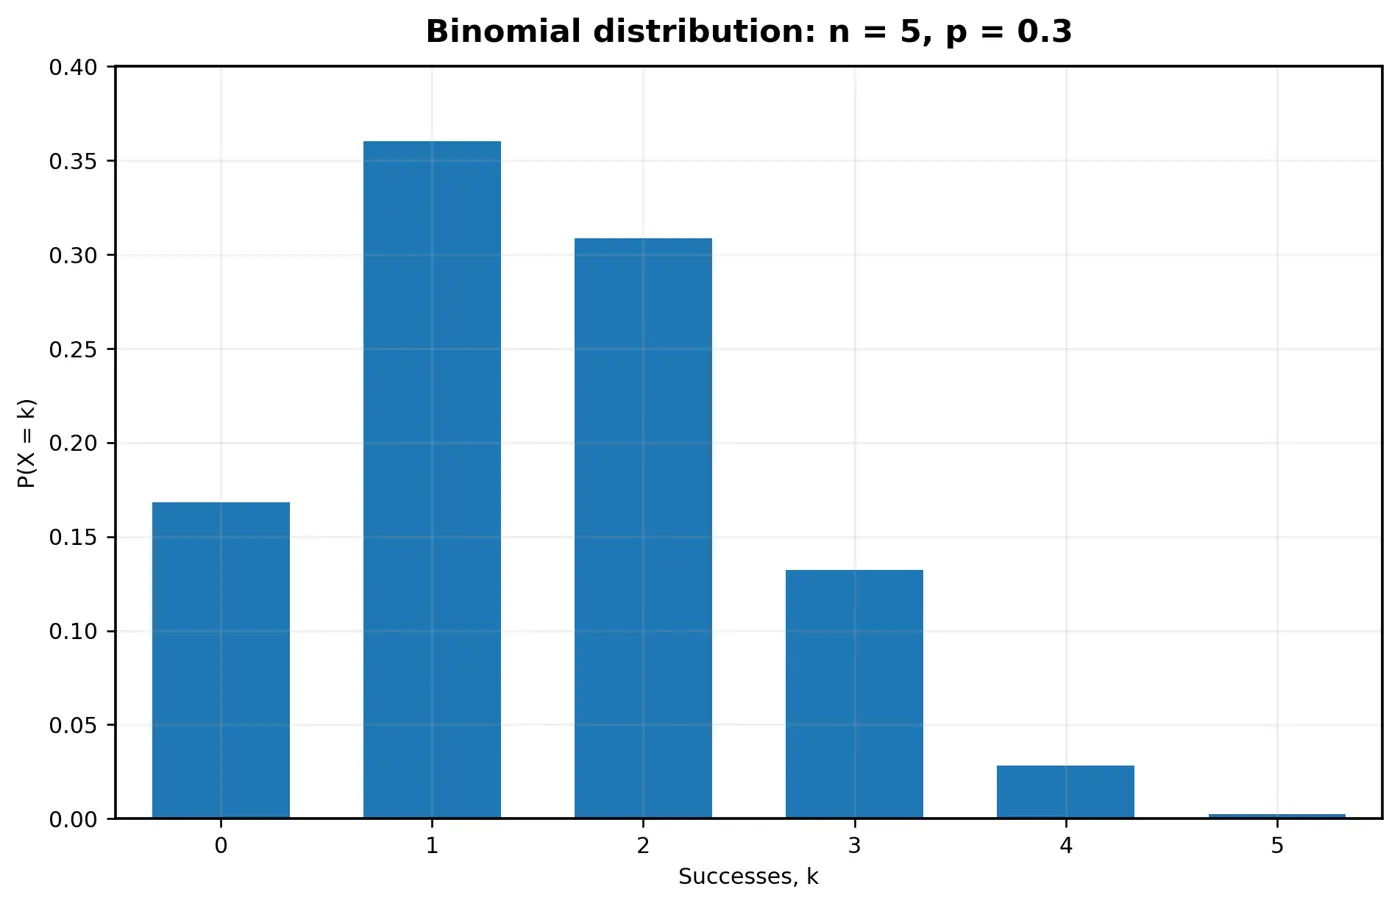 Binomial distribution: n = 5, p = 0.3
0.40
0.35
0.30
0.25
0.20
0.15
0.10
0.05
0.00
P(X = k)
0 1 2 3 4 5
Successes, k